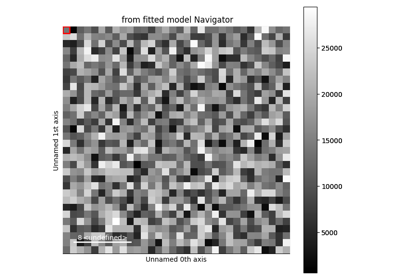 from fitted model Navigator
25000
20000
15000
10000
5000
Unnamed 1st axis
8 <undefined>
Unnamed 0th axis